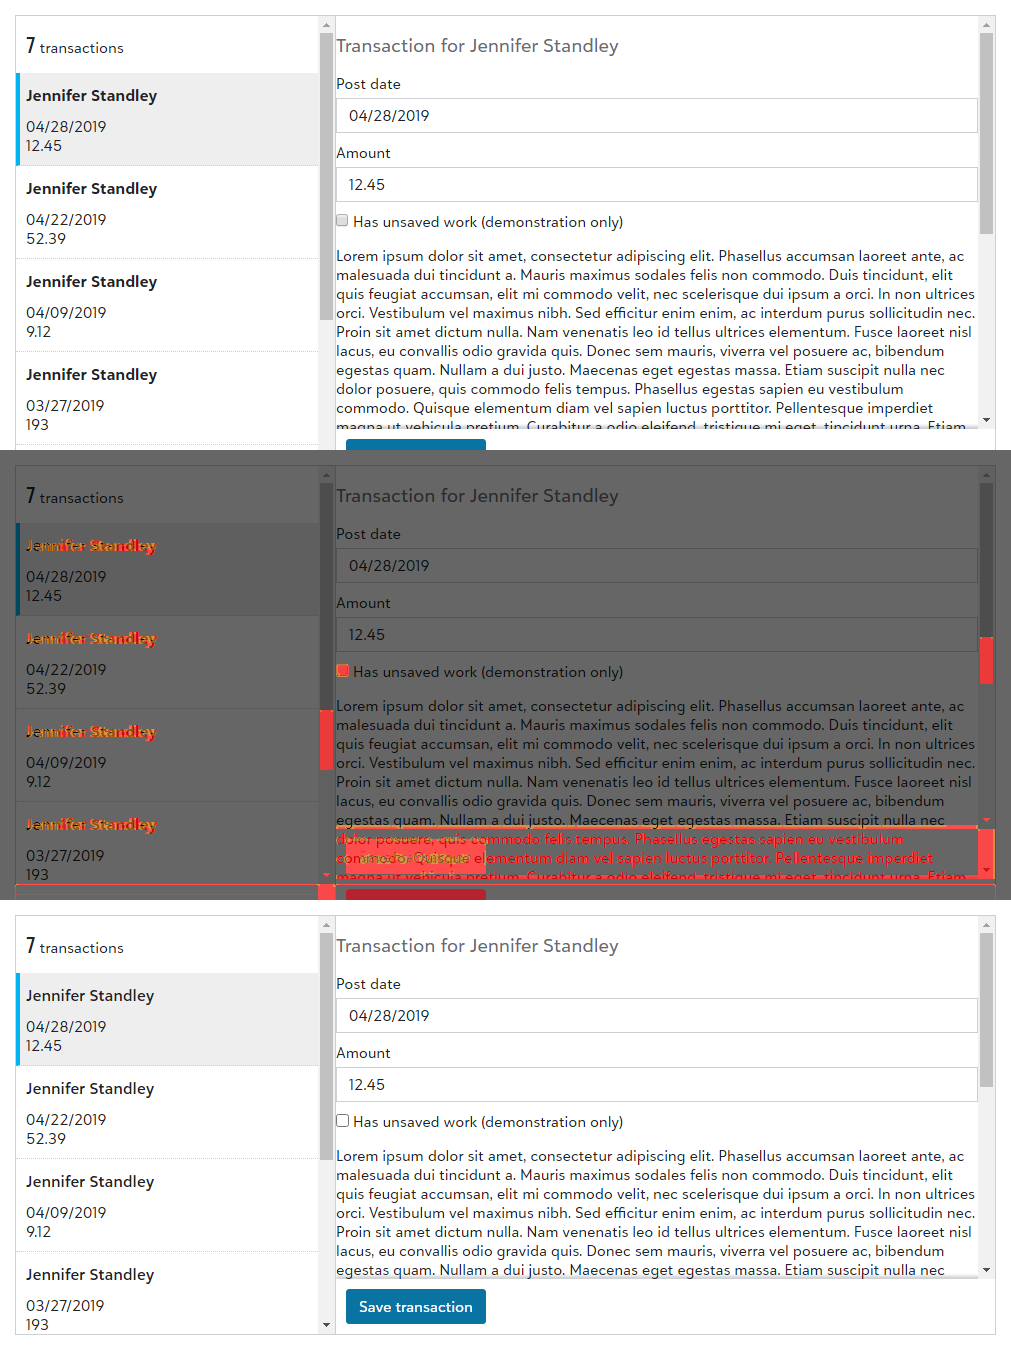 7 transactions
Jennifer Standley
04/28/2019
12.45
Jennifer Standley
04/22/2019
52.39
Jennifer Standley
04/09/2019
9.12
Jennifer Standley
03/27/2019
193
Transaction for Jennifer Standley
Post date
04/28/2019
Amount
12.45
Has unsaved work (demonstration only)
Lorem ipsum dolor sit amet, consectetur adipiscing elit. Phasellus accumsan laoreet ante, ac
malesuada dui tincidunt a. Mauris maximus sodales felis non commodo. Duis tincidunt, elit
quis feugiat accumsan, elit mi commodo velit, nec scelerisque dui ipsum a orci. In non ultrices
orci. Vestibulum vel maximus nibh. Sed efficitur enim enim, ac interdum purus sollicitudin nec.
Proin sit amet dictum nulla. Nam venenatis leo id tellus ultrices elementum. Fusce laoreet nisl
lacus, eu convallis odio gravida quis. Donec sem mauris, viverra vel posuere ac, bibendum
egestas quam. Nullam a dui justo. Maecenas eget egestas massa. Etiam suscipit nulla nec
dolor posuere, quis commodo felis tempus. Phasellus egestas sapien eu vestibulum
commodo. Quisque elementum diam vel sapien luctus porttitor. Pellentesque imperdiet
magna ut vehicula pretium. Curabitur a odio eleifend, tristique mi eget, tincidunt urna. Etiam
7 transactions
Jennifer Standley
04/28/2019
12.45
Jennifer Standley
04/22/2019
52.39
Jennifer Standley
04/09/2019
9.12
Jennifer Standley
03/27/2019
193
Transaction for Jennifer Standley
Post date
04/28/2019
Amount
12.45
Has unsaved work (demonstration only)
Lorem ipsum dolor sit amet, consectetur adipiscing elit. Phasellus accumsan laoreet ante, ac
malesuada dui tincidunt a. Mauris maximus sodales felis non commodo. Duis tincidunt, elit
quis feugiat accumsan, elit mi commodo velit, nec scelerisque dui ipsum a orci. In non ultrices
orci. Vestibulum vel maximus nibh. Sed efficitur enim enim, ac interdum purus sollicitudin nec.
Proin sit amet dictum nulla. Nam venenatis leo id tellus ultrices elementum. Fusce laoreet nisl
lacus, eu convallis odio gravida quis. Donec sem mauris, viverra vel posuere ac, bibendum
egestas quam. Nullam a dui justo. Maecenas eget egestas massa. Etiam suscipit nulla nec
dolor posuere, quis commodo felis tempus. Phasellus egestas sapien eu vestibulum
commodo. Quisque elementum diam vel sapien luctus porttitor. Pellentesque imperdiet
magna ut vehicula pretium. Curabitur a odio eleifend, tristique mi eget, tincidunt urna. Etiam
7 transactions
Jennifer Standley
04/28/2019
12.45
Jennifer Standley
04/22/2019
52.39
Jennifer Standley
04/09/2019
9.12
Jennifer Standley
03/27/2019
193
Transaction for Jennifer Standley
Post date
04/28/2019
Amount
12.45
Has unsaved work (demonstration only)
Lorem ipsum dolor sit amet, consectetur adipiscing elit. Phasellus accumsan laoreet ante, ac
malesuada dui tincidunt a. Mauris maximus sodales felis non commodo. Duis tincidunt, elit
quis feugiat accumsan, elit mi commodo velit, nec scelerisque dui ipsum a orci. In non ultrices
orci. Vestibulum vel maximus nibh. Sed efficitur enim enim, ac interdum purus sollicitudin nec.
Proin sit amet dictum nulla. Nam venenatis leo id tellus ultrices elementum. Fusce laoreet nisl
lacus, eu convallis odio gravida quis. Donec sem mauris, viverra vel posuere ac, bibendum
egestas quam. Nullam a dui justo. Maecenas eget egestas massa. Etiam suscipit nulla nec
Save transaction